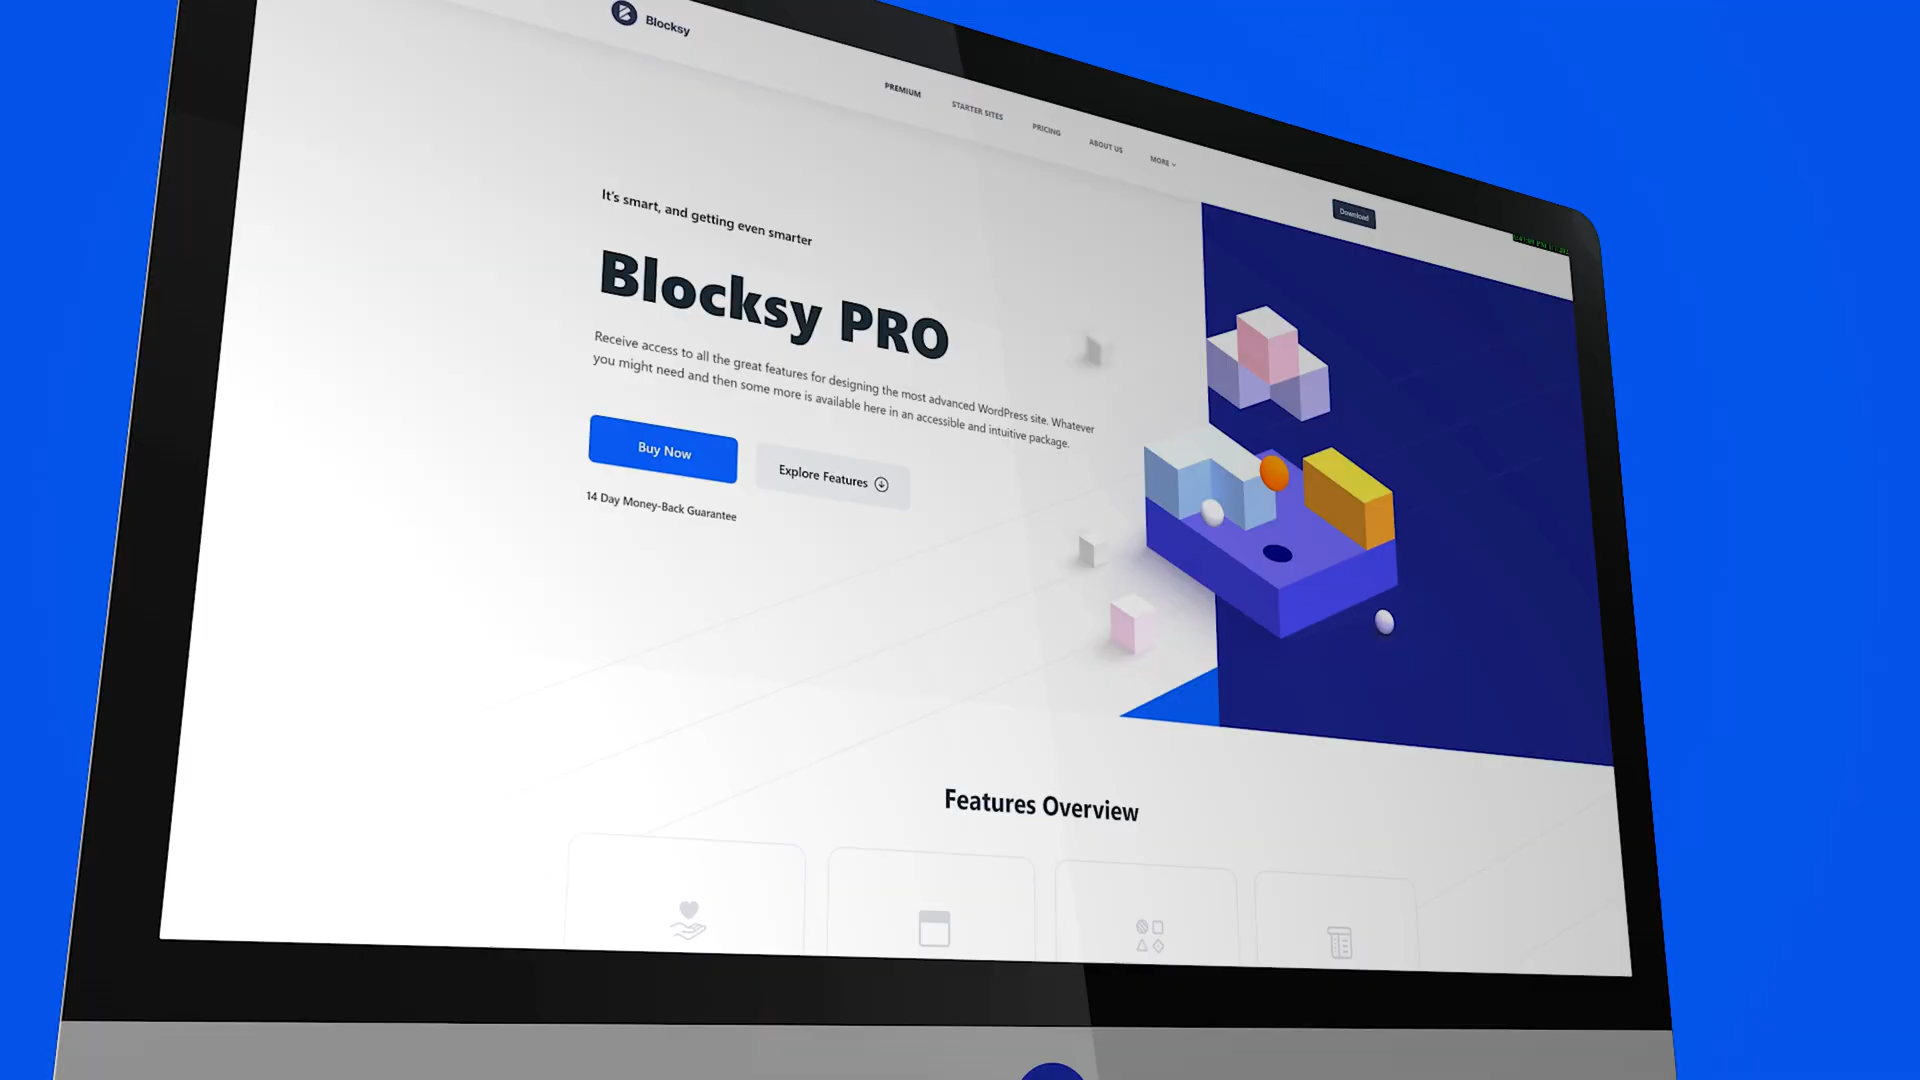 Blocksy
PREMIUM
STARTER SITES
PRICING
ABOUT US
MORE
Download
It's smart, and getting even smarter
Blocksy PRO
Receive access to all the great features for designing the most advanced WordPress site. Whatever
you might need and then some more is available here in an accessible and intuitive package.
Buy Now
Explore Features
14 Day Money-Back Guarantee
Features Overview